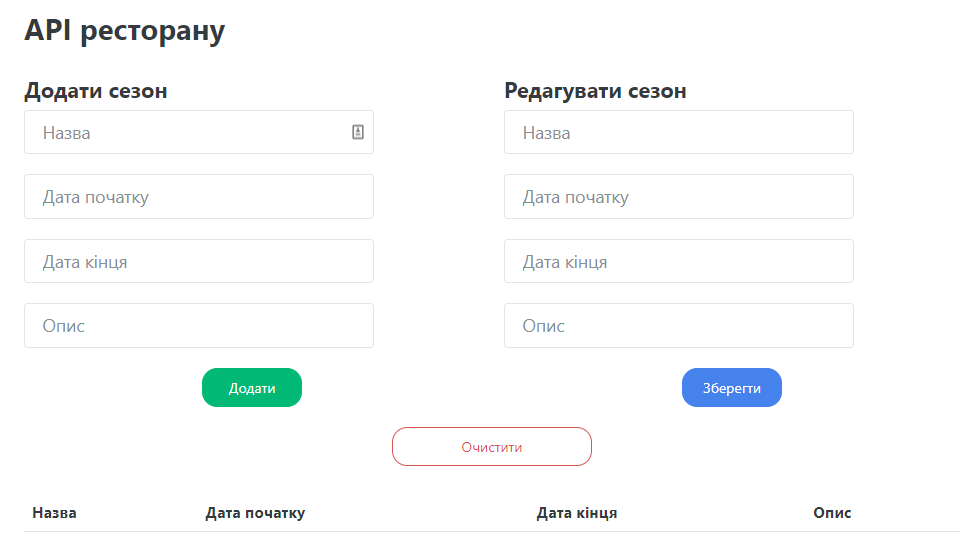 API ресторану
Додати сезон
Назва
Дата початку
Дата кінця
Опис
Додати
Редагувати сезон
Назва
Дата початку
Дата кінця
Опис
Зберегти
Очистити
Назва Дата початку Дата кінця Опис